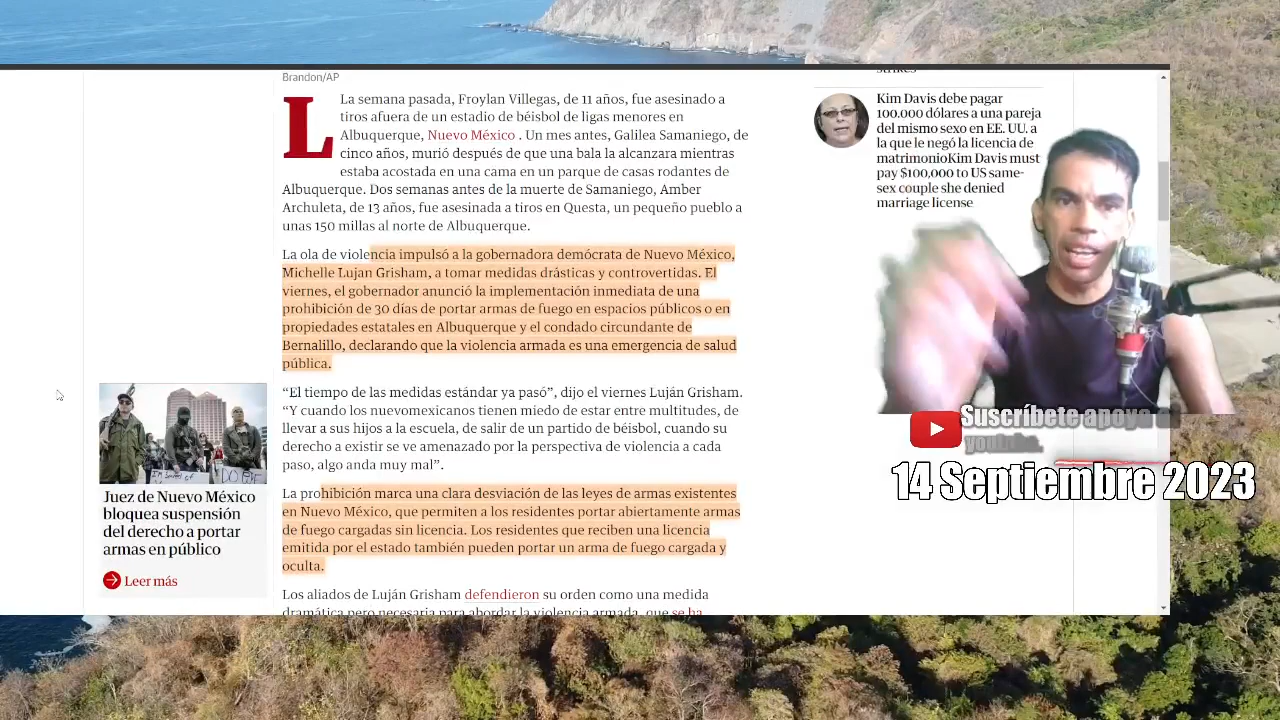 Brandon/AP
La semana pasada, Froylan Villegas, de 11 años, fue asesinado a
tiros afuera de un estadio de béisbol de ligas menores en
Albuquerque, Nuevo México . Un mes antes, Galilea Samaniego, de
cinco años, murió después de que una bala la alcanzara mientras
estaba acostada en una cama en un parque de casas rodantes de
Albuquerque. Dos semanas antes de la muerte de Samaniego, Amber
Archuleta, de 13 años, fue asesinada a tiros en Questa, un pequeño pueblo a
unas 150 millas al norte de Albuquerque.
La ola de violencia impulsó a la gobernadora demócrata de Nuevo México,
Michelle Lujan Grisham, a tomar medidas drásticas y controvertidas. El
viernes, el gobernador anunció la implementación inmediata de una
prohibición de 30 días de portar armas de fuego en espacios públicos o en
propiedades estatales en Albuquerque y el condado circundante de
Bernalillo, declarando que la violencia armada es una emergencia de salud
pública.
“El tiempo de las medidas estándar ya pasó”, dijo el viernes Luján Grisham.
“Y cuando los nuevomexicanos tienen miedo de estar entre multitudes, de
llevar a sus hijos a la escuela, de salir de un partido de béisbol, cuando su
derecho a existir se ve amenazado por la perspectiva de violencia a cada
paso, algo anda muy mal”.
La prohibición marca una clara desviación de las leyes de armas existentes
en Nuevo México, que permiten a los residentes portar abiertamente armas
de fuego cargadas sin licencia. Los residentes que reciben una licencia
emitida por el estado también pueden portar un arma de fuego cargada y
oculta.
Los aliados de Luján Grisham defendieron su orden como una medida
dramática pero necesaria para abordar la violencia armada, que se ha
Juez de Nuevo México
bloquea suspensión
del derecho a portar
armas en público
Leer más
strikes
Kim Davis debe pagar
100.000 dólares a una pareja
del mismo sexo en EE. UU. a
la que le negó la licencia de
matrimonioKim Davis must
pay $100,000 to US same-
sex couple she denied
marriage license
Suscríbete apoya
youtube.
14 Septiembre 2023